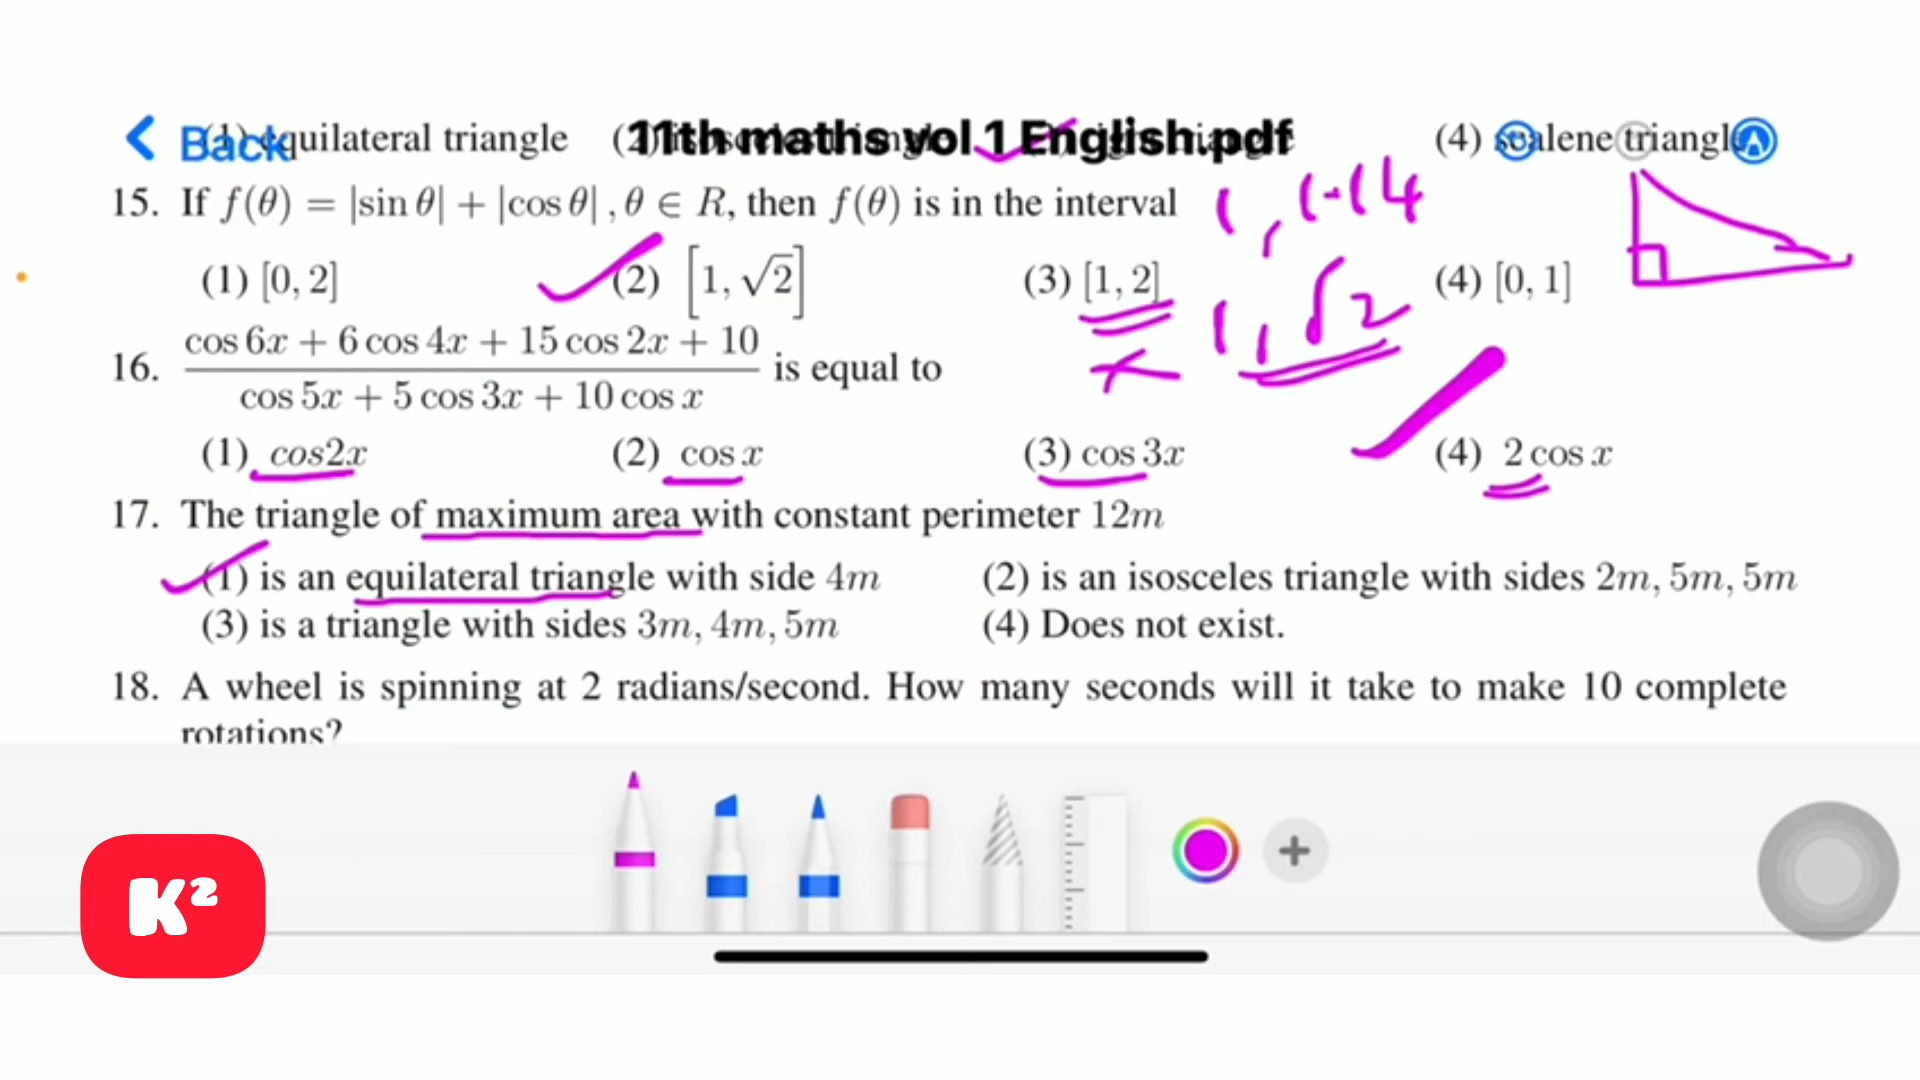 Back 11th maths vol 1 English.pdf
(1) equilateral triangle (2) isosceles triangle triangle (4) scalene triangle
15. If f(θ) = |sin θ| + |cos θ|, θ ∈ R, then f(θ) is in the interval
1, 1.14
(1) [0, 2] (2) [1, √2] (3) [1, 2] (4) [0, 1]
1, √2
16. (cos 6x + 6 cos 4x + 15 cos 2x + 10)/(cos 5x + 5 cos 3x + 10 cos x) is equal to
(1) cos2x (2) cos x (3) cos 3x (4) 2 cos x
17. The triangle of maximum area with constant perimeter 12m
(1) is an equilateral triangle with side 4m (2) is an isosceles triangle with sides 2m, 5m, 5m
(3) is a triangle with sides 3m, 4m, 5m (4) Does not exist.
18. A wheel is spinning at 2 radians/second. How many seconds will it take to make 10 complete
rotations?
K²